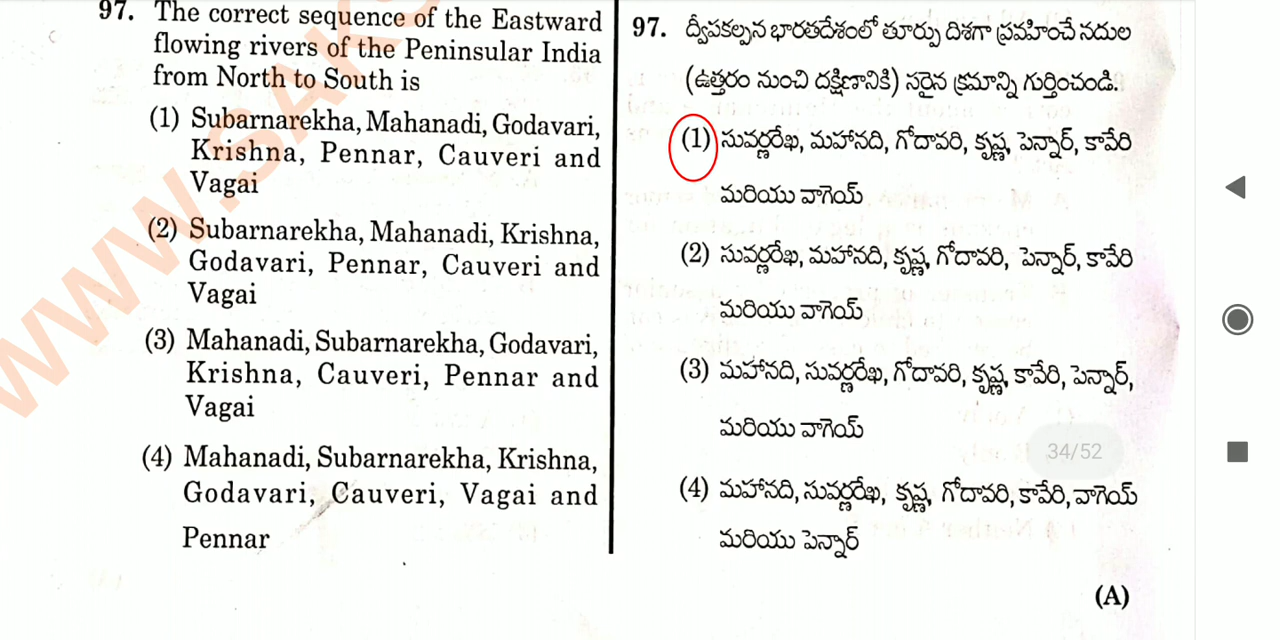 97. The correct sequence of the Eastward
flowing rivers of the Peninsular India
from North to South is
(1) Subarnarekha, Mahanadi, Godavari,
Krishna, Pennar, Cauveri and
Vagai
(2) Subarnarekha, Mahanadi, Krishna,
Godavari, Pennar, Cauveri and
Vagai
(3) Mahanadi, Subarnarekha, Godavari,
Krishna, Cauveri, Pennar and
Vagai
(4) Mahanadi, Subarnarekha, Krishna,
Godavari, Cauveri, Vagai and
Pennar
97. ద్వీపకల్పన భారతదేశంలో తూర్పు దిశగా ప్రవహించే నదుల
(ఉత్తరం నుంచి దక్షిణానికి) సరైన క్రమాన్ని గుర్తించండి.
(1) సువర్ణరేఖ, మహానది, గోదావరి, కృష్ణ, పెన్నార్, కావేరి
మరియు వాగెయ్
(2) సువర్ణరేఖ, మహానది, కృష్ణ, గోదావరి, పెన్నార్, కావేరి
మరియు వాగెయ్
(3) మహానది, సువర్ణరేఖ, గోదావరి, కృష్ణ, కావేరి, పెన్నార్,
మరియు వాగెయ్
34/52
(4) మహానది, సువర్ణరేఖ, కృష్ణ, గోదావరి, కావేరి, వాగెయ్
మరియు పెన్నార్
(A)
WWW.SAK